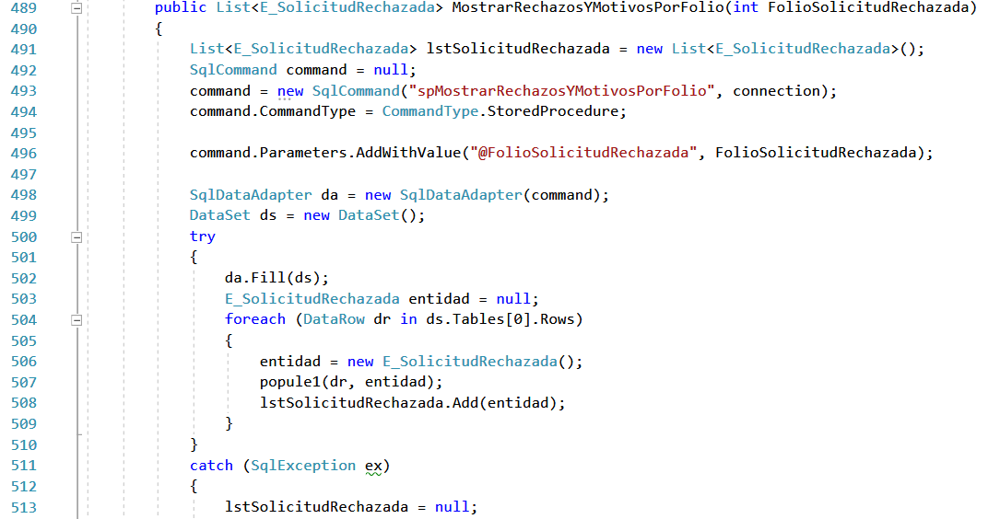 489 public List<E_SolicitudRechazada> MostrarRechazosYMotivosPorFolio(int FolioSolicitudRechazada)
490 {
491 List<E_SolicitudRechazada> lstSolicitudRechazada = new List<E_SolicitudRechazada>();
492 SqlCommand command = null;
493 command = new SqlCommand("spMostrarRechazosYMotivosPorFolio", connection);
494 command.CommandType = CommandType.StoredProcedure;
495
496 command.Parameters.AddWithValue("@FolioSolicitudRechazada", FolioSolicitudRechazada);
497
498 SqlDataAdapter da = new SqlDataAdapter(command);
499 DataSet ds = new DataSet();
500 try
501 {
502 da.Fill(ds);
503 E_SolicitudRechazada entidad = null;
504 foreach (DataRow dr in ds.Tables[0].Rows)
505 {
506 entidad = new E_SolicitudRechazada();
507 popule1(dr, entidad);
508 lstSolicitudRechazada.Add(entidad);
509 }
510 }
511 catch (SqlException ex)
512 {
513 lstSolicitudRechazada = null;